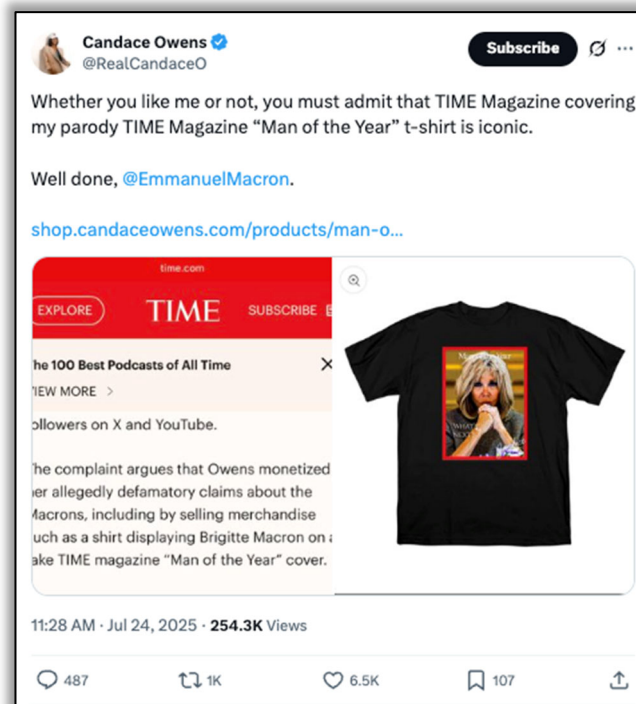 Candace Owens
@RealCandaceO
Subscribe
Whether you like me or not, you must admit that TIME Magazine covering
my parody TIME Magazine “Man of the Year” t-shirt is iconic.
Well done, @EmmanuelMacron.
shop.candaceowens.com/products/man-o...
time.com
EXPLORE
TIME
SUBSCRIBE
he 100 Best Podcasts of All Time
IEW MORE >
ollowers on X and YouTube.
he complaint argues that Owens monetized
er allegedly defamatory claims about the
Macrons, including by selling merchandise
uch as a shirt displaying Brigitte Macron on a
ake TIME magazine “Man of the Year” cover.
WHAT
11:28 AM · Jul 24, 2025 · 254.3K Views
487
1K
6.5K
107